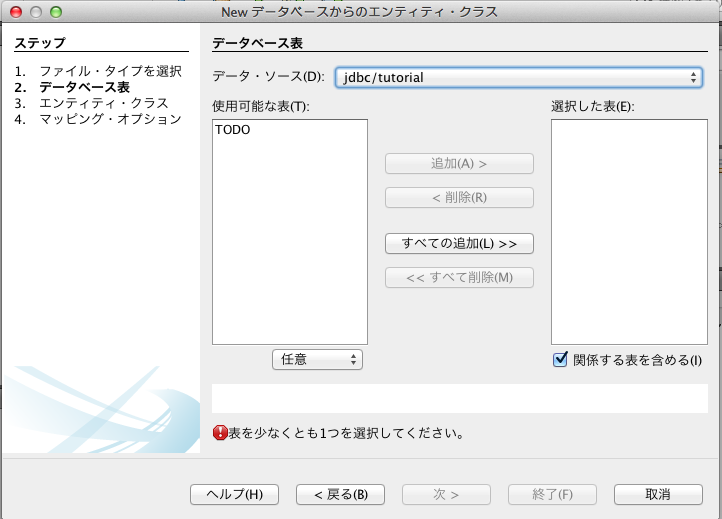 New データベースからのエンティティ・クラス
ステップ
1. ファイル・タイプを選択
2. データベース表
3. エンティティ・クラス
4. マッピング・オプション
データベース表
データ・ソース(D): jdbc/tutorial
使用可能な表(T):
TODO
追加(A) >
< 削除(R)
すべての追加(L) >>
<< すべて削除(M)
任意
選択した表(E):
関係する表を含める(I)
表を少なくとも1つを選択してください。
ヘルプ(H) < 戻る(B) 次 > 終了(F) 取消